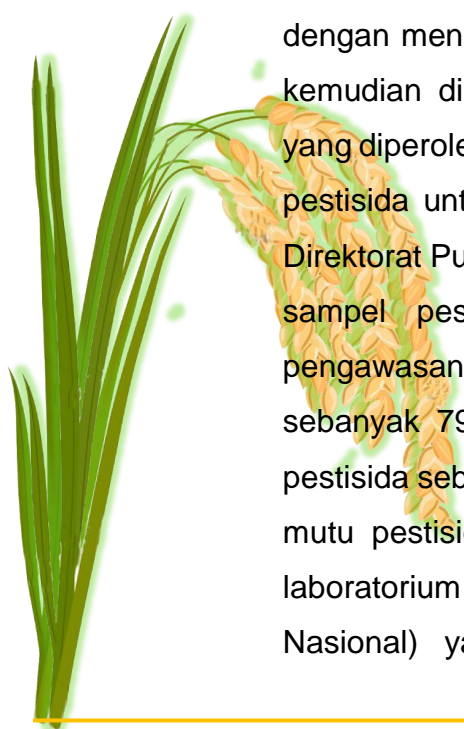 dengan men
kemudian di
yang diperole
pestisida unt
Direktorat Pu
sampel pes
pengawasan
sebanyak 79
pestisida seb
mutu pestisi
laboratorium
Nasional) ya